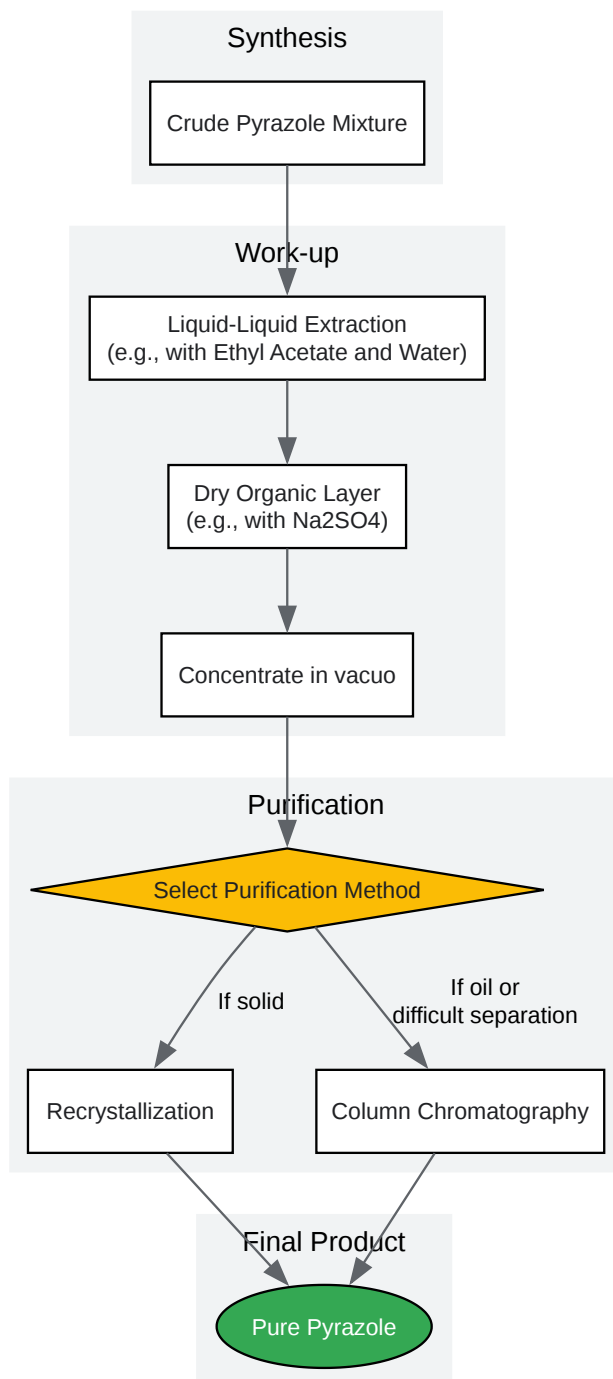 Synthesis
Crude Pyrazole Mixture
Work-up
Liquid-Liquid Extraction
(e.g., with Ethyl Acetate and Water)
Dry Organic Layer
(e.g., with Na2SO4)
Concentrate in vacuo
Purification
Select Purification Method
If solid
If oil or
difficult separation
Recrystallization
Column Chromatography
Final Product
Pure Pyrazole